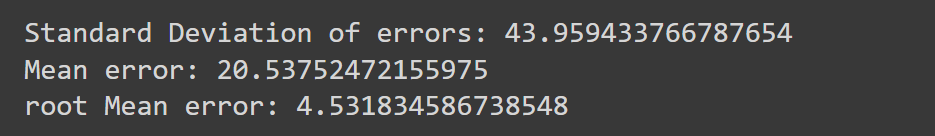 Standard Deviation of errors: 43.959433766787654
Mean error: 20.53752472155975
root Mean error: 4.531834586738548